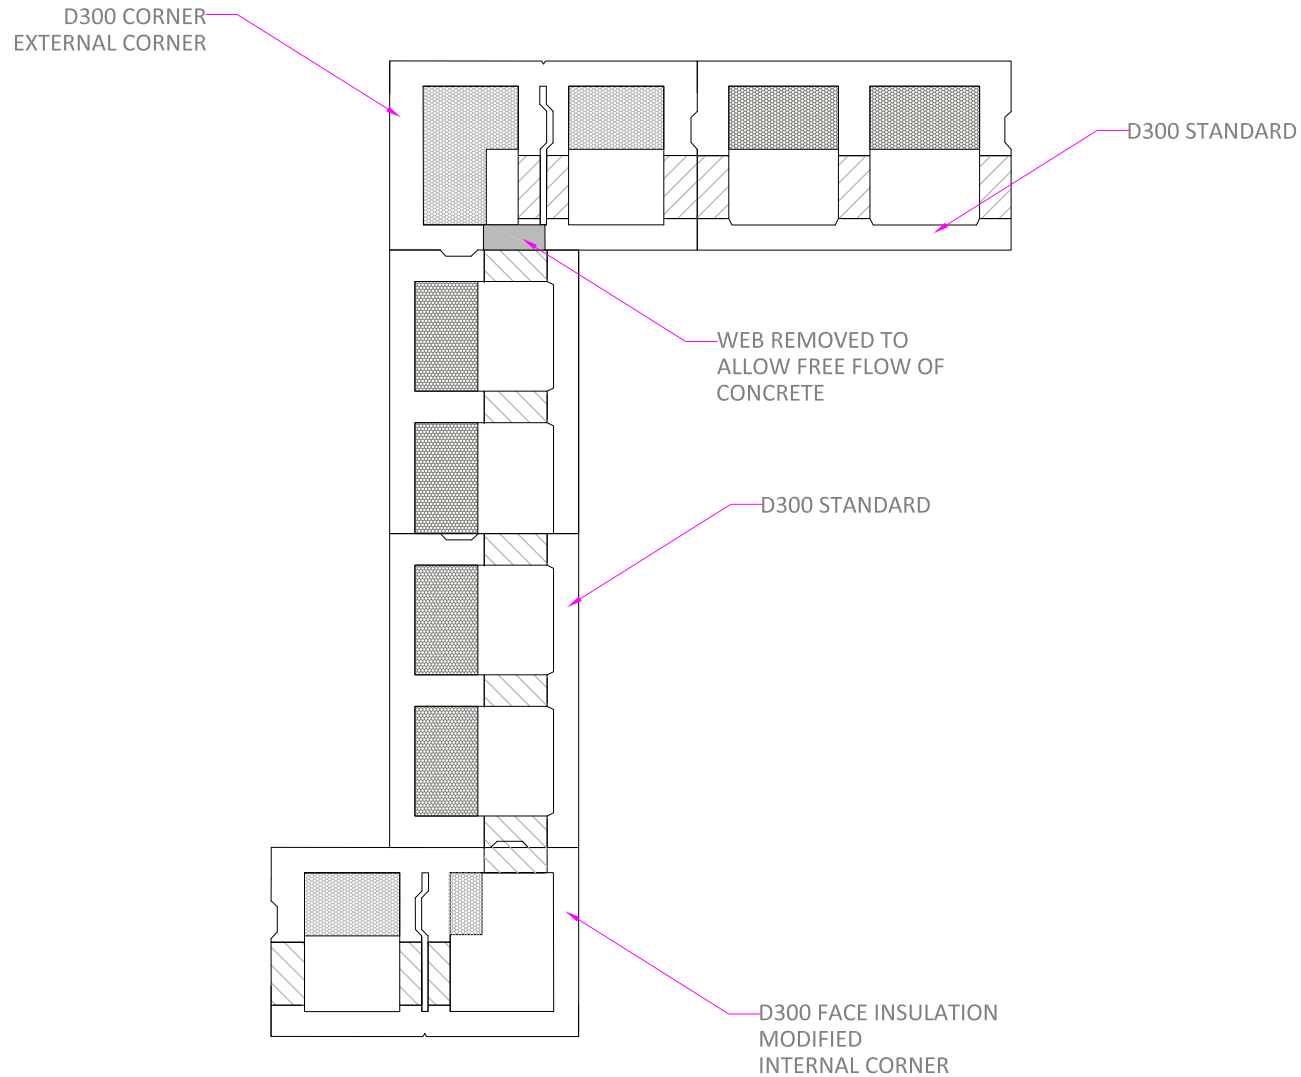 D300 CORNER
EXTERNAL CORNER
D300 STANDARD
WEB REMOVED TO
ALLOW FREE FLOW OF
CONCRETE
D300 STANDARD
D300 FACE INSULATION
MODIFIED
INTERNAL CORNER